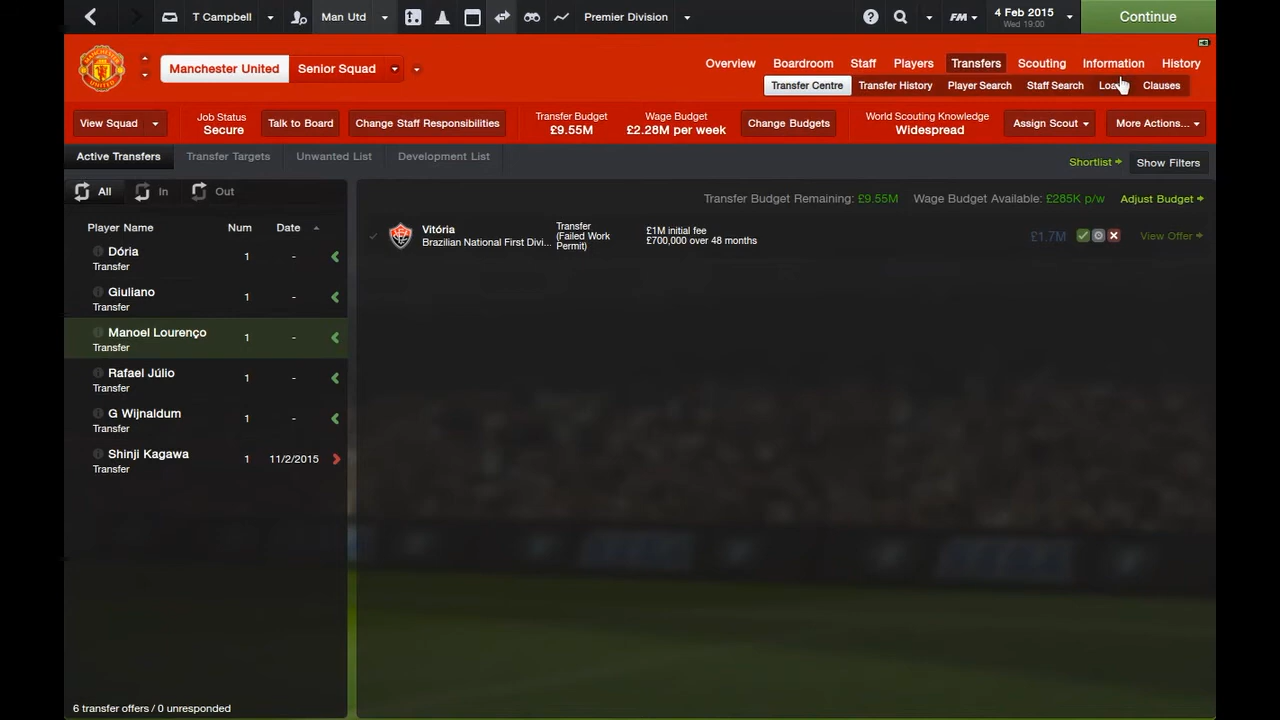 T Campbell
Man Utd
Premier Division
FM
4 Feb 2015
Wed 19:00
Continue
Manchester United
Senior Squad
Overview
Boardroom
Staff
Players
Transfers
Scouting
Information
History
Transfer Centre
Transfer History
Player Search
Staff Search
Clauses
View Squad
Job Status
Secure
Talk to Board
Change Staff Responsibilities
Transfer Budget
£9.55M
Wage Budget
£2.28M per week
Change Budgets
World Scouting Knowledge
Widespread
Assign Scout
More Actions...
Active Transfers
Transfer Targets
Unwanted List
Development List
Shortlist
Show Filters
All
In
Out
Transfer Budget Remaining: £9.55M
Wage Budget Available: £285K p/w
Adjust Budget
Player Name
Num
Date
Dória
Transfer
1
-
Giuliano
Transfer
1
-
Manoel Lourenço
Transfer
1
-
Rafael Júlio
Transfer
1
-
G Wijnaldum
Transfer
1
-
Shinji Kagawa
Transfer
1
11/2/2015
Vitória
Brazilian National First Divi...
Transfer
(Failed Work
Permit)
£1M initial fee
£700,000 over 48 months
£1.7M
View Offer
6 transfer offers / 0 unresponded